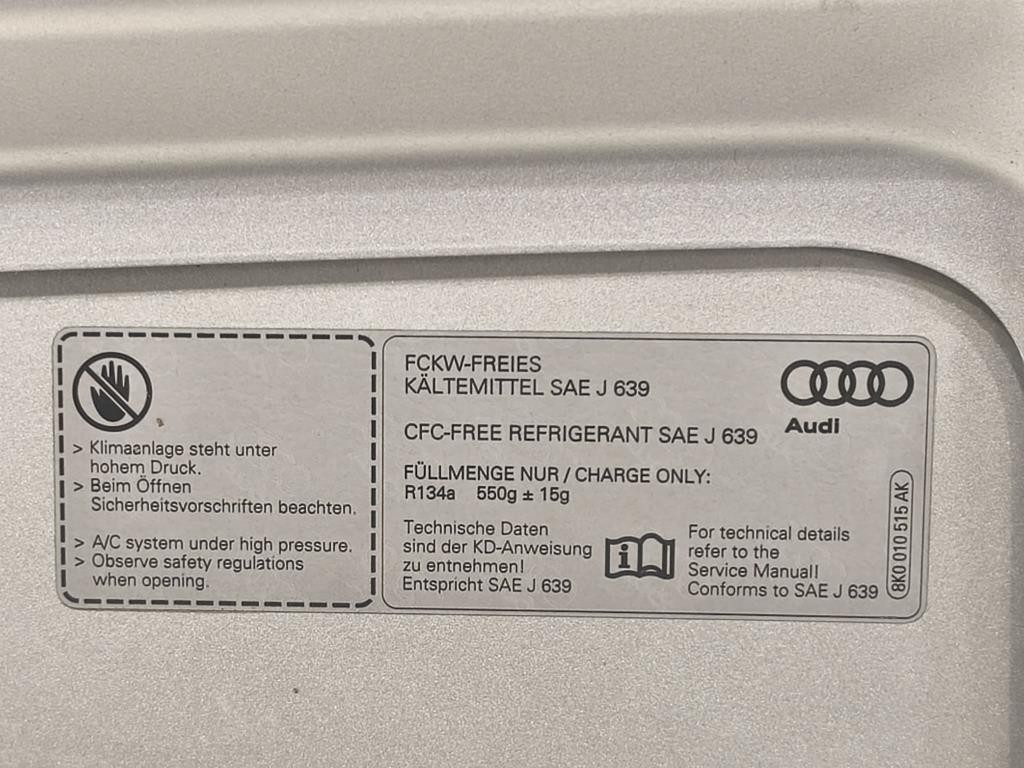 > Klimaanlage steht unter
hohem Druck.
> Beim Öffnen
Sicherheitsvorschriften beachten.
> A/C system under high pressure.
> Observe safety regulations
when opening.
FCKW-FREIES
KÄLTEMITTEL SAE J 639
CFC-FREE REFRIGERANT SAE J 639
Audi
FÜLLMENGE NUR / CHARGE ONLY:
R134a 550g ± 15g
Technische Daten
sind der KD-Anweisung
zu entnehmen!
Entspricht SAE J 639
i
For technical details
refer to the
Service Manual!
Conforms to SAE J 639
8K0 010 515 AK